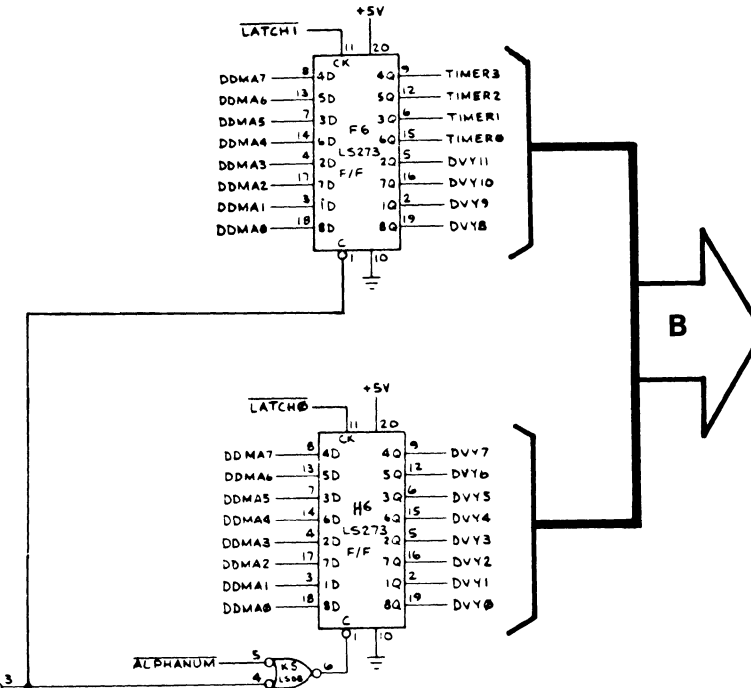 +5V
LATCH1
11 20
CK
DDMA7 8 4D 4Q 9 TIMER3
DDMA6 13 5D 5Q 12 TIMER2
DDMA5 7 3D 3Q 6 TIMER1
F6
DDMA4 14 6D 6Q 15 TIMER0
LS273
DDMA3 4 2D 2Q 5 DVY11
F/F
DDMA2 17 7D 7Q 16 DVY10
DDMA1 3 1D 1Q 2 DVY9
DDMA0 18 8D 8Q 19 DVY8
C
1 10
B
+5V
LATCH0
11 20
CK
DDMA7 8 4D 4Q 9 DVY7
DDMA6 13 5D 5Q 12 DVY6
DDMA5 7 3D 3Q 6 DVY5
H6
DDMA4 14 6D 6Q 15 DVY4
LS273
DDMA3 4 2D 2Q 5 DVY3
F/F
DDMA2 17 7D 7Q 16 DVY2
DDMA1 3 1D 1Q 2 DVY1
DDMA0 18 8D 8Q 19 DVY0
C
1 10
ALPHANUM 5 K5 6
3 4 LS08